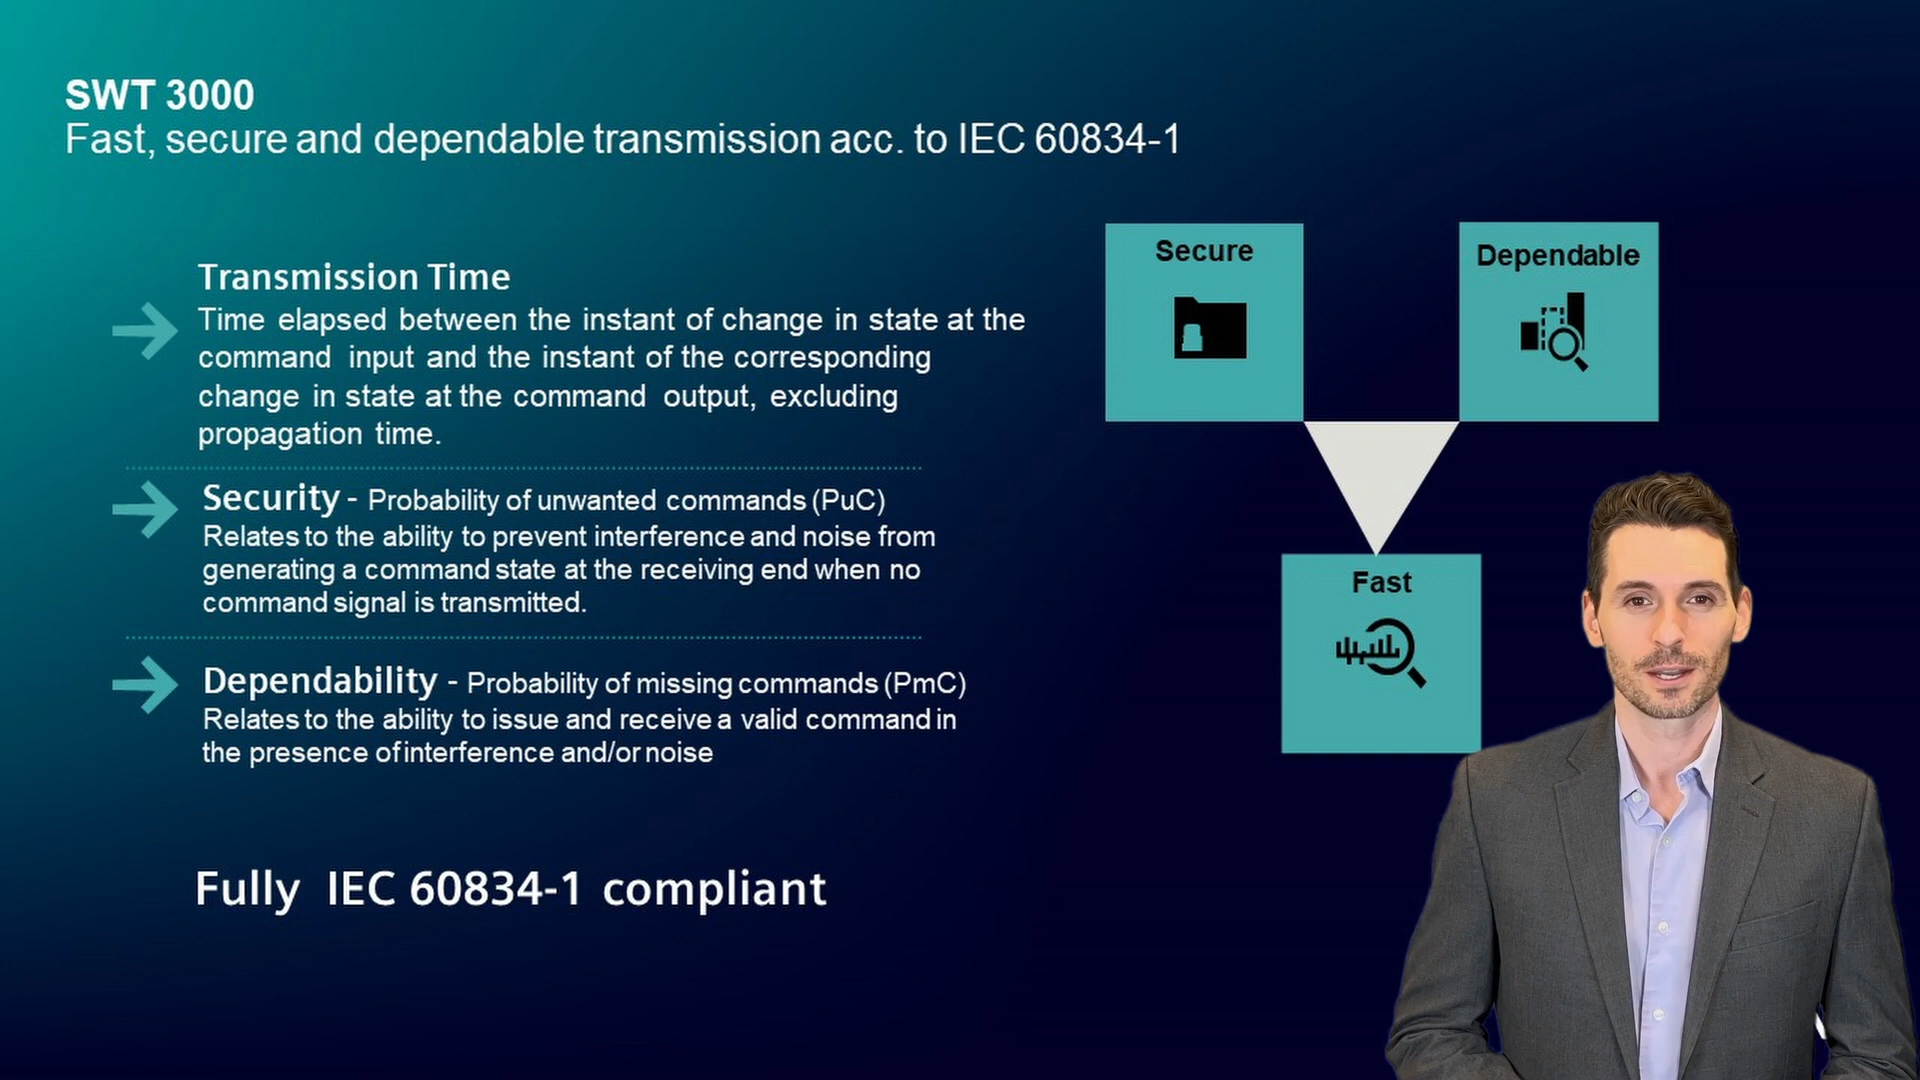 SWT 3000
Fast, secure and dependable transmission acc. to IEC 60834-1
Transmission Time
Time elapsed between the instant of change in state at the
command input and the instant of the corresponding
change in state at the command output, excluding
propagation time.
Security - Probability of unwanted commands (PuC)
Relates to the ability to prevent interference and noise from
generating a command state at the receiving end when no
command signal is transmitted.
Dependability - Probability of missing commands (PmC)
Relates to the ability to issue and receive a valid command in
the presence of interference and/or noise
Fully IEC 60834-1 compliant
Secure
Dependable
Fast